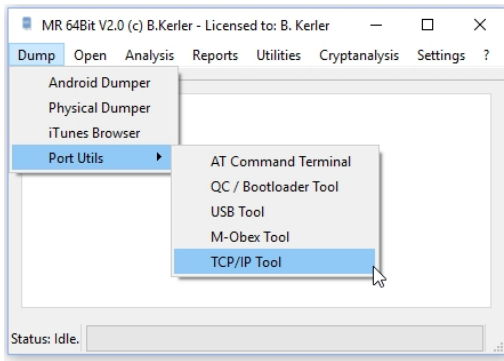 MR 64Bit V2.0 (c) B.Kerler - Licensed to: B. Kerler
Dump Open Analysis Reports Utilities Cryptanalysis Settings ?
Android Dumper
Physical Dumper
iTunes Browser
Port Utils
AT Command Terminal
QC / Bootloader Tool
USB Tool
M-Obex Tool
TCP/IP Tool
Status: Idle.